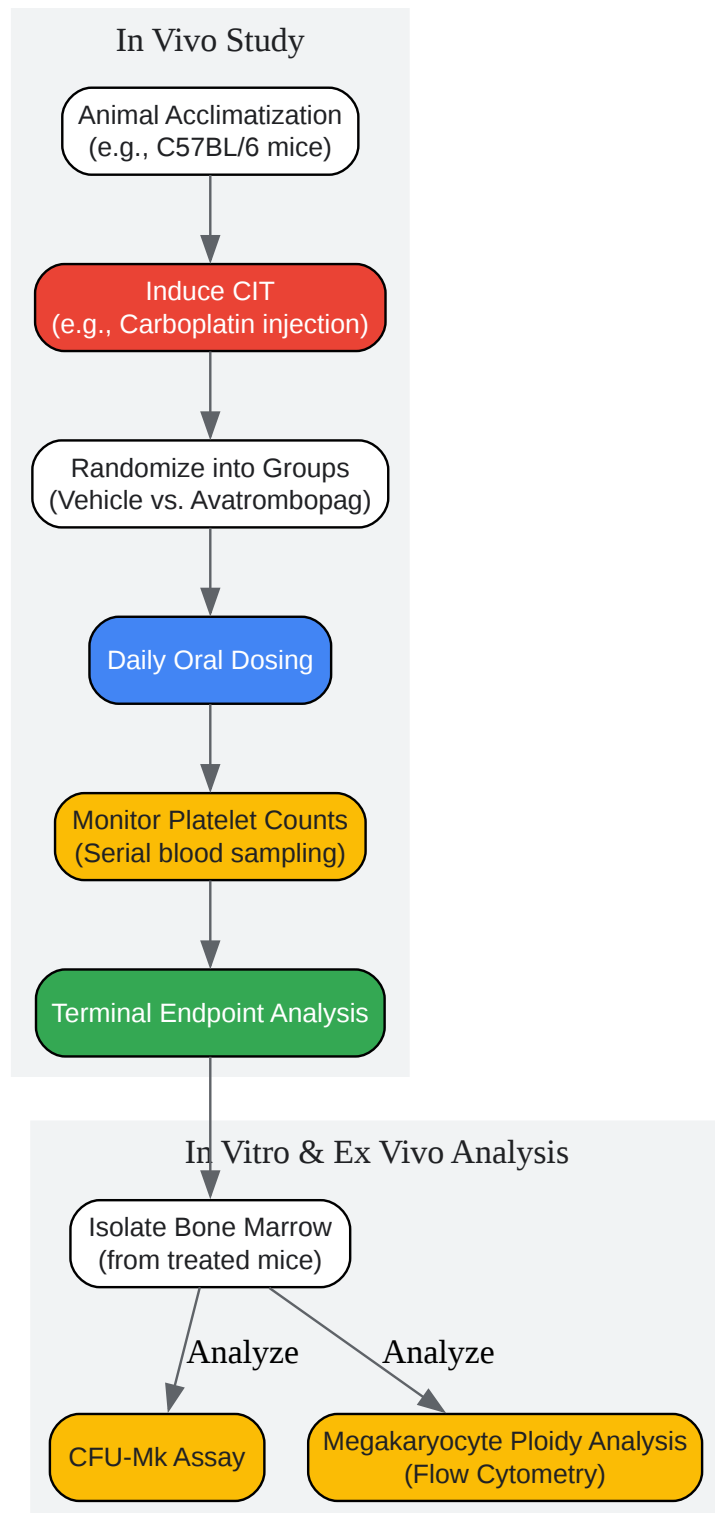 In Vivo Study
Animal Acclimatization
(e.g., C57BL/6 mice)
Induce CIT
(e.g., Carboplatin injection)
Randomize into Groups
(Vehicle vs. Avatrombopag)
Daily Oral Dosing
Monitor Platelet Counts
(Serial blood sampling)
Terminal Endpoint Analysis
In Vitro & Ex Vivo Analysis
Isolate Bone Marrow
(from treated mice)
Analyze
Analyze
CFU-Mk Assay
Megakaryocyte Ploidy Analysis
(Flow Cytometry)